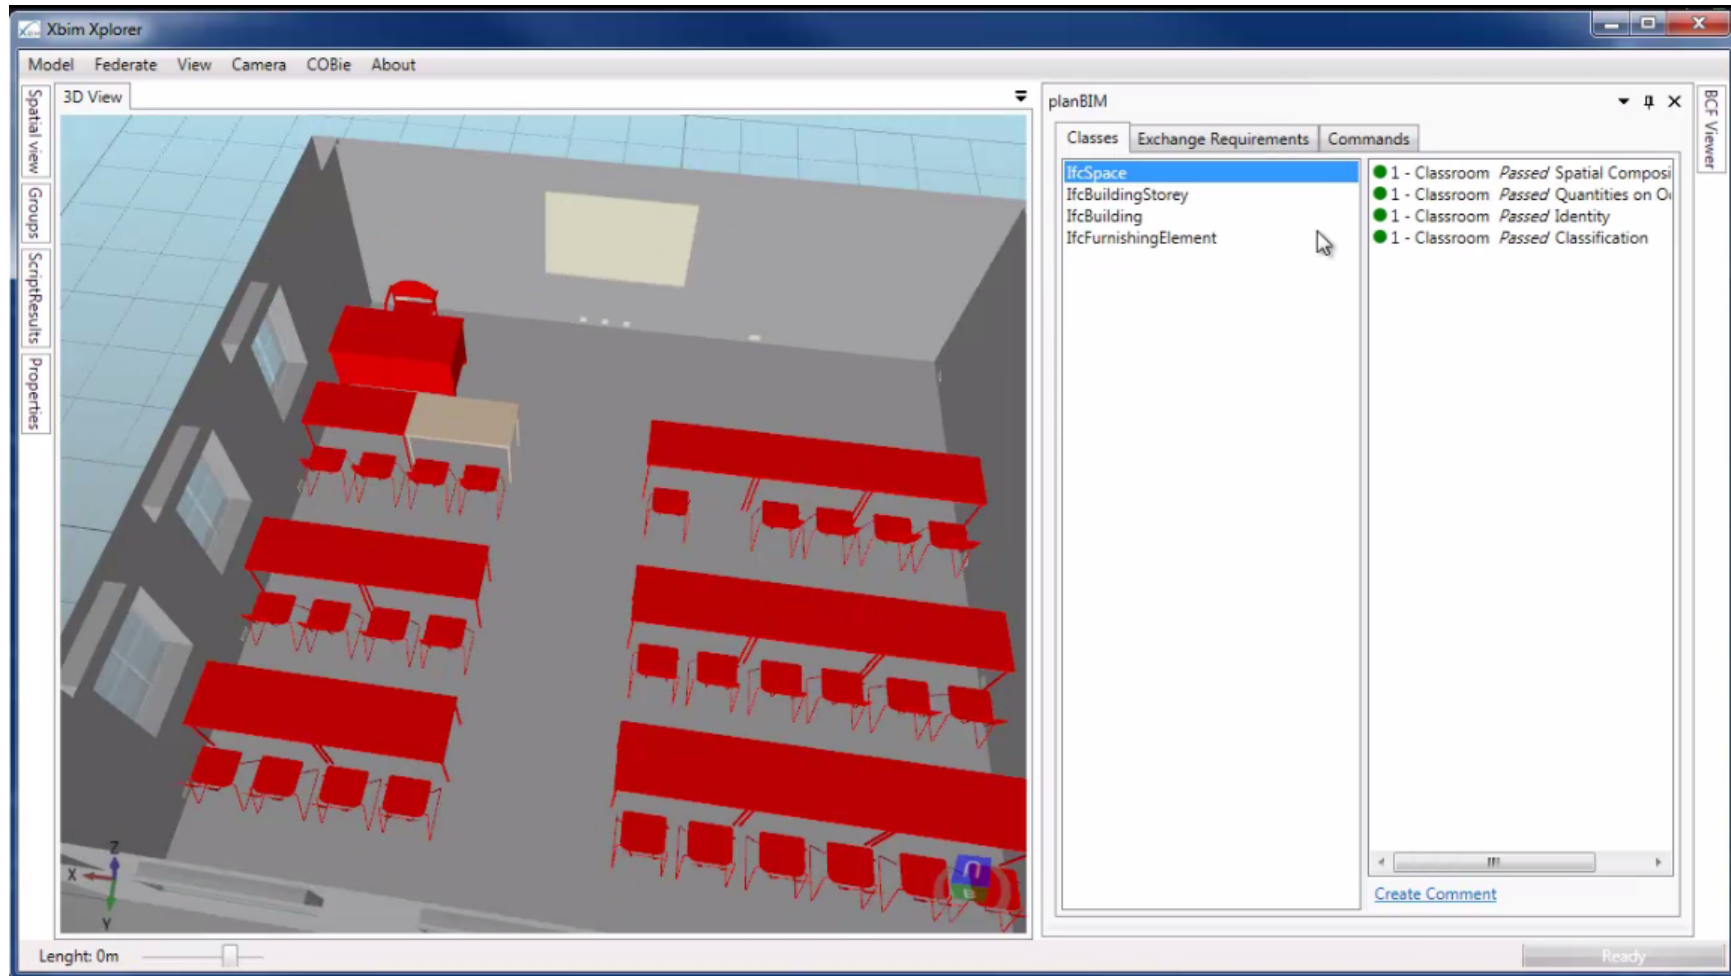 Xbim Xplorer
Model Federate View Camera COBie About
Spatial view
Groups
ScriptResults
Properties
3D View
planBIM
Classes Exchange Requirements Commands
IfcSpace
IfcBuildingStorey
IfcBuilding
IfcFurnishingElement
1 - Classroom Passed Spatial Composi
1 - Classroom Passed Quantities on O
1 - Classroom Passed Identity
1 - Classroom Passed Classification
Create Comment
BCF Viewer
Z
X
Y
Lenght: 0m
Ready